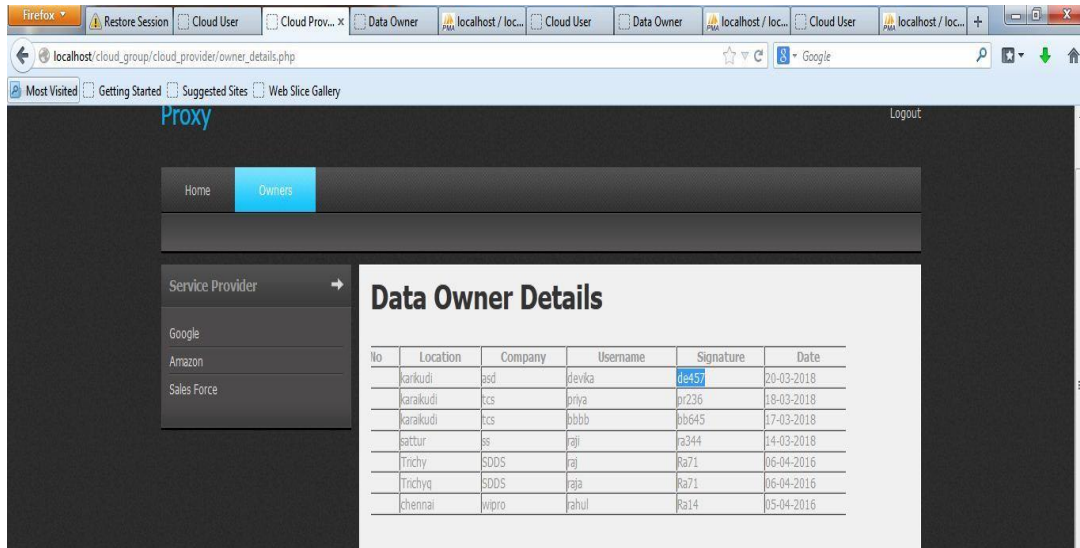 Firefox
Restore Session Cloud User Cloud Prov... x Data Owner localhost / loc... Cloud User Data Owner localhost / loc... Cloud User localhost / loc... +
localhost/cloud_group/cloud_provider/owner_details.php Google
Most Visited Getting Started Suggested Sites Web Slice Gallery
Proxy Logout
Home Owners
Service Provider
Google
Amazon
Sales Force
Data Owner Details
No Location Company Username Signature Date
karikudi asd devika de457 20-03-2018
karaikudi tcs priya pr236 18-03-2018
karaikudi tcs bbbb bb645 17-03-2018
sattur ss raji ra344 14-03-2018
Trichy SDDS raj Ra71 06-04-2016
Trichyq SDDS raja Ra71 06-04-2016
chennai wipro rahul Ra14 05-04-2016